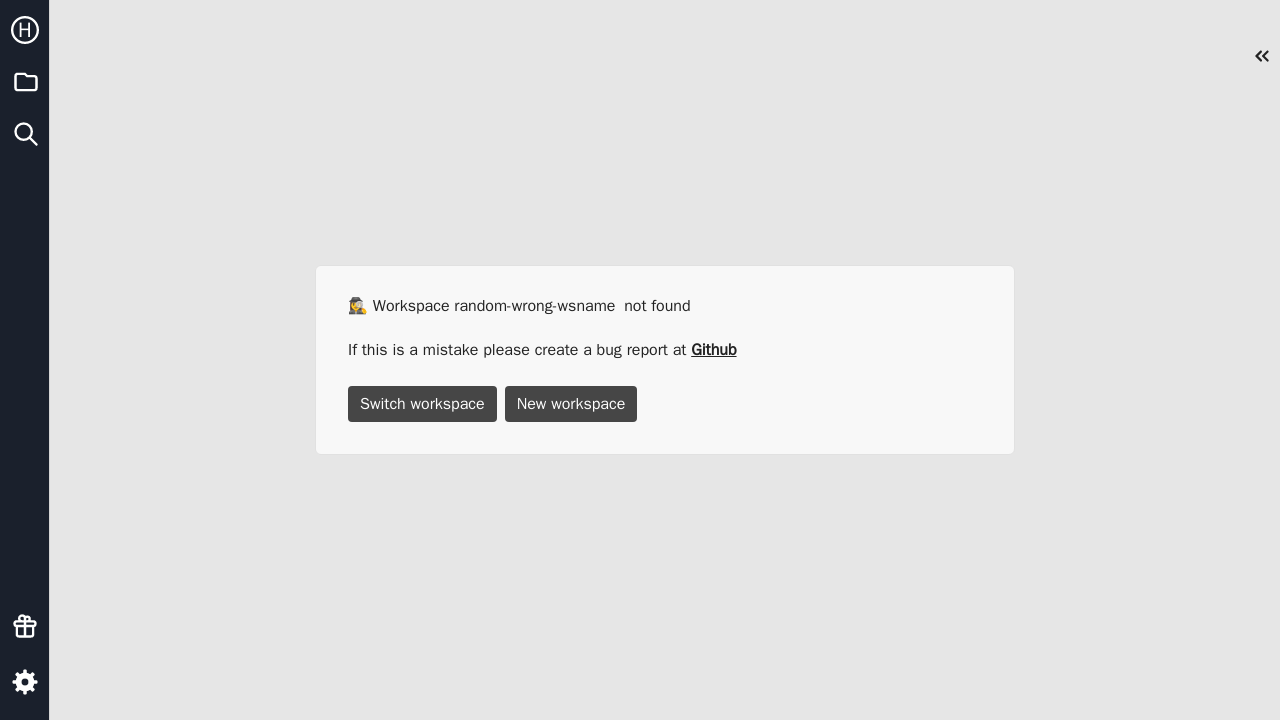 H
🕵️ Workspace random-wrong-wsname not found
If this is a mistake please create a bug report at Github
Switch workspace
New workspace